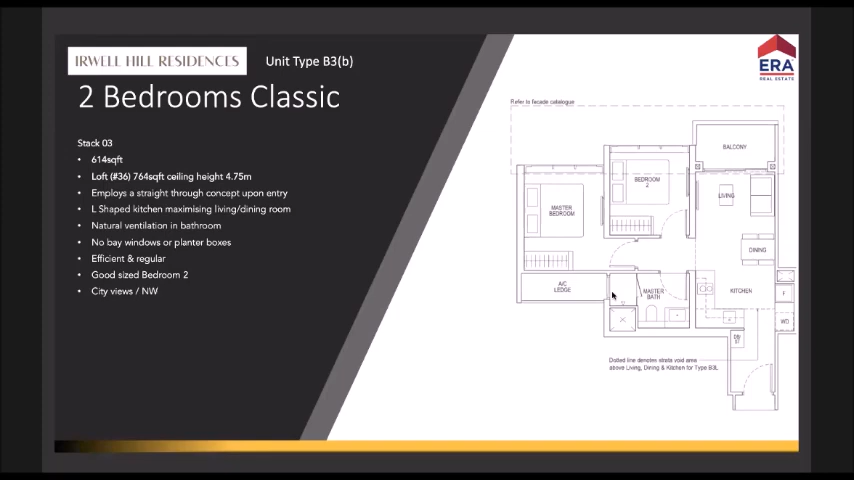 IRWELL HILL RESIDENCES
Unit Type B3(b)
2 Bedrooms Classic
Stack 03
• 614sqft
• Loft (#36) 764sqft ceiling height 4.75m
• Employs a straight through concept upon entry
• L Shaped kitchen maximising living/dining room
• Natural ventilation in bathroom
• No bay windows or planter boxes
• Efficient & regular
• Good sized Bedroom 2
• City views / NW
ERA
REAL ESTATE
Refer to facade catalogue
BALCONY
BEDROOM
2
LIVING
MASTER
BEDROOM
DINING
A/C
LEDGE
MASTER
BATH
KITCHEN
F
WD
DB/
ST
Dotted line denotes strata void area
above Living, Dining & Kitchen for Type B3L